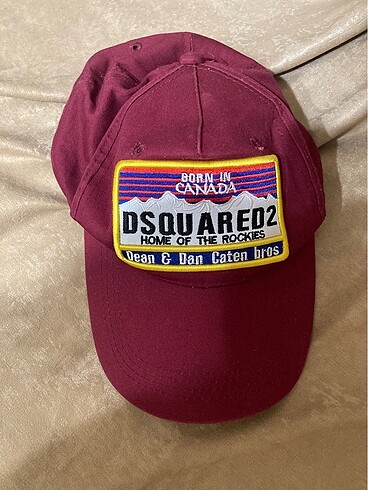 BORN IN
CANADA
DSQUARED2
HOME OF THE ROCKIES
Dean & Dan Caten bros